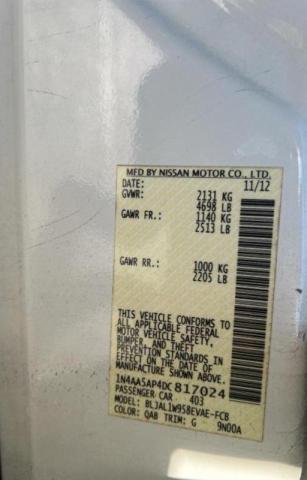 MFD BY NISSAN MOTOR CO., LTD.
DATE: 11/12
GVWR: 2131 KG
4698 LB
GAWR FR.: 1140 KG
2513 LB
GAWR RR.: 1000 KG
2205 LB
THIS VEHICLE CONFORMS TO
ALL APPLICABLE FEDERAL
MOTOR VEHICLE SAFETY,
BUMPER, AND THEFT
PREVENTION STANDARDS IN
EFFECT ON THE DATE OF
MANUFACTURE SHOWN ABOVE.
1N4AA5AP4DC817024
PASSENGER CAR 403
MODEL: BLJAL1W958EVAE-FCB
COLOR: QAB TRIM: G 9N00A